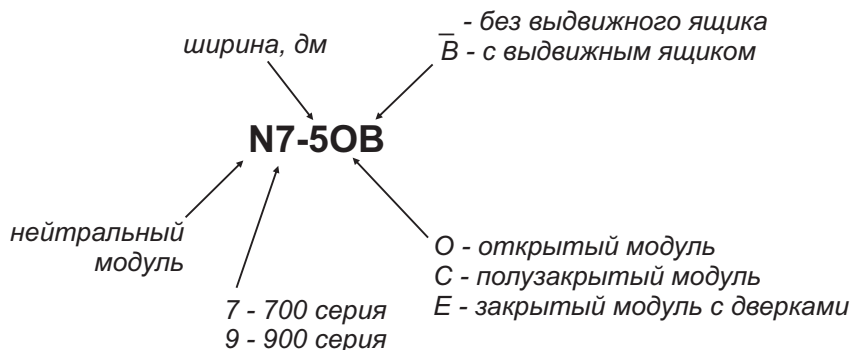 _ - без выдвижного ящика
ширина, дм
B - с выдвижным ящиком
N7-5OB
нейтральный
модуль
O - открытый модуль
C - полузакрытый модуль
E - закрытый модуль с дверками
7 - 700 серия
9 - 900 серия